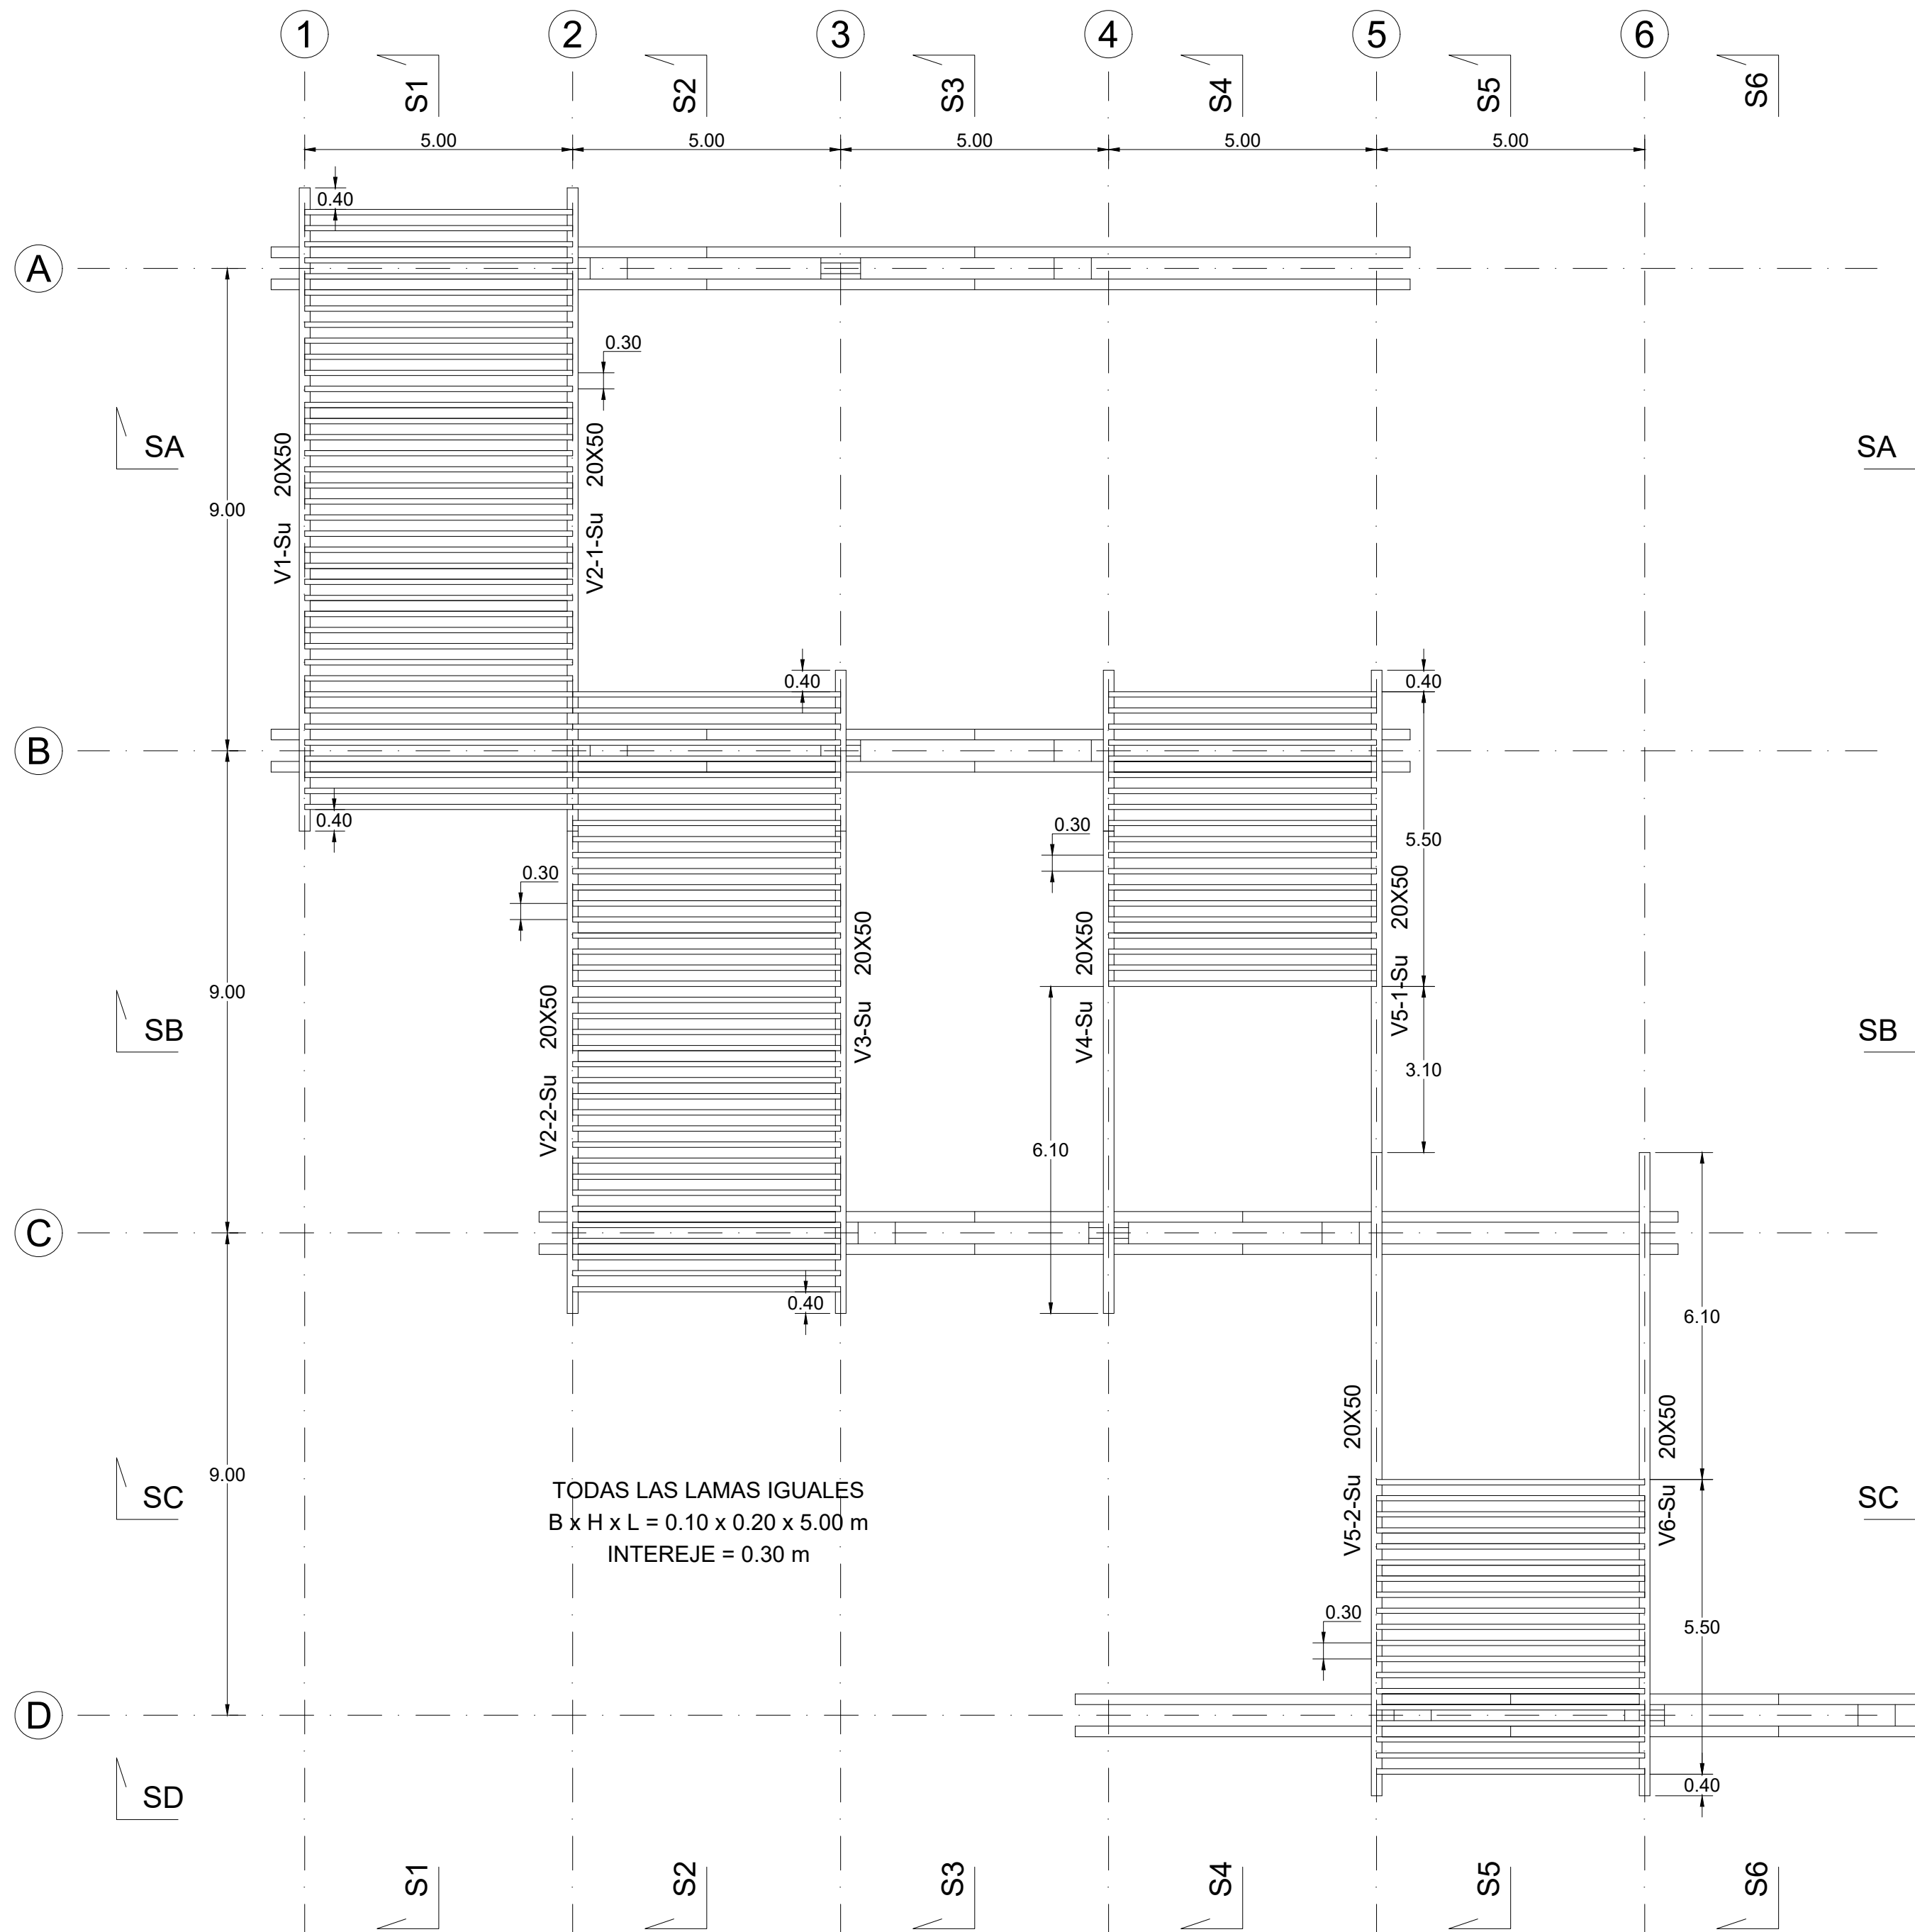 1 2 3 4 5 6
S1 S2 S3 S4 S5 S6
5.00 5.00 5.00 5.00 5.00
0.40
A
0.30
SA SA
V1-Su 20X50
V2-1-Su 20X50
9.00
0.40 0.40
B
0.40 0.30 5.50
0.30
V2-2-Su 20X50
V3-Su 20X50
V4-Su 20X50
V5-1-Su 20X50
9.00
SB SB
3.10
6.10
C
0.40
6.10
9.00
V5-2-Su 20X50
V6-Su 20X50
SC SC
TODAS LAS LAMAS IGUALES
B x H x L = 0.10 x 0.20 x 5.00 m
INTEREJE = 0.30 m
0.30
5.50
D
0.40
SD
S1 S2 S3 S4 S5 S6